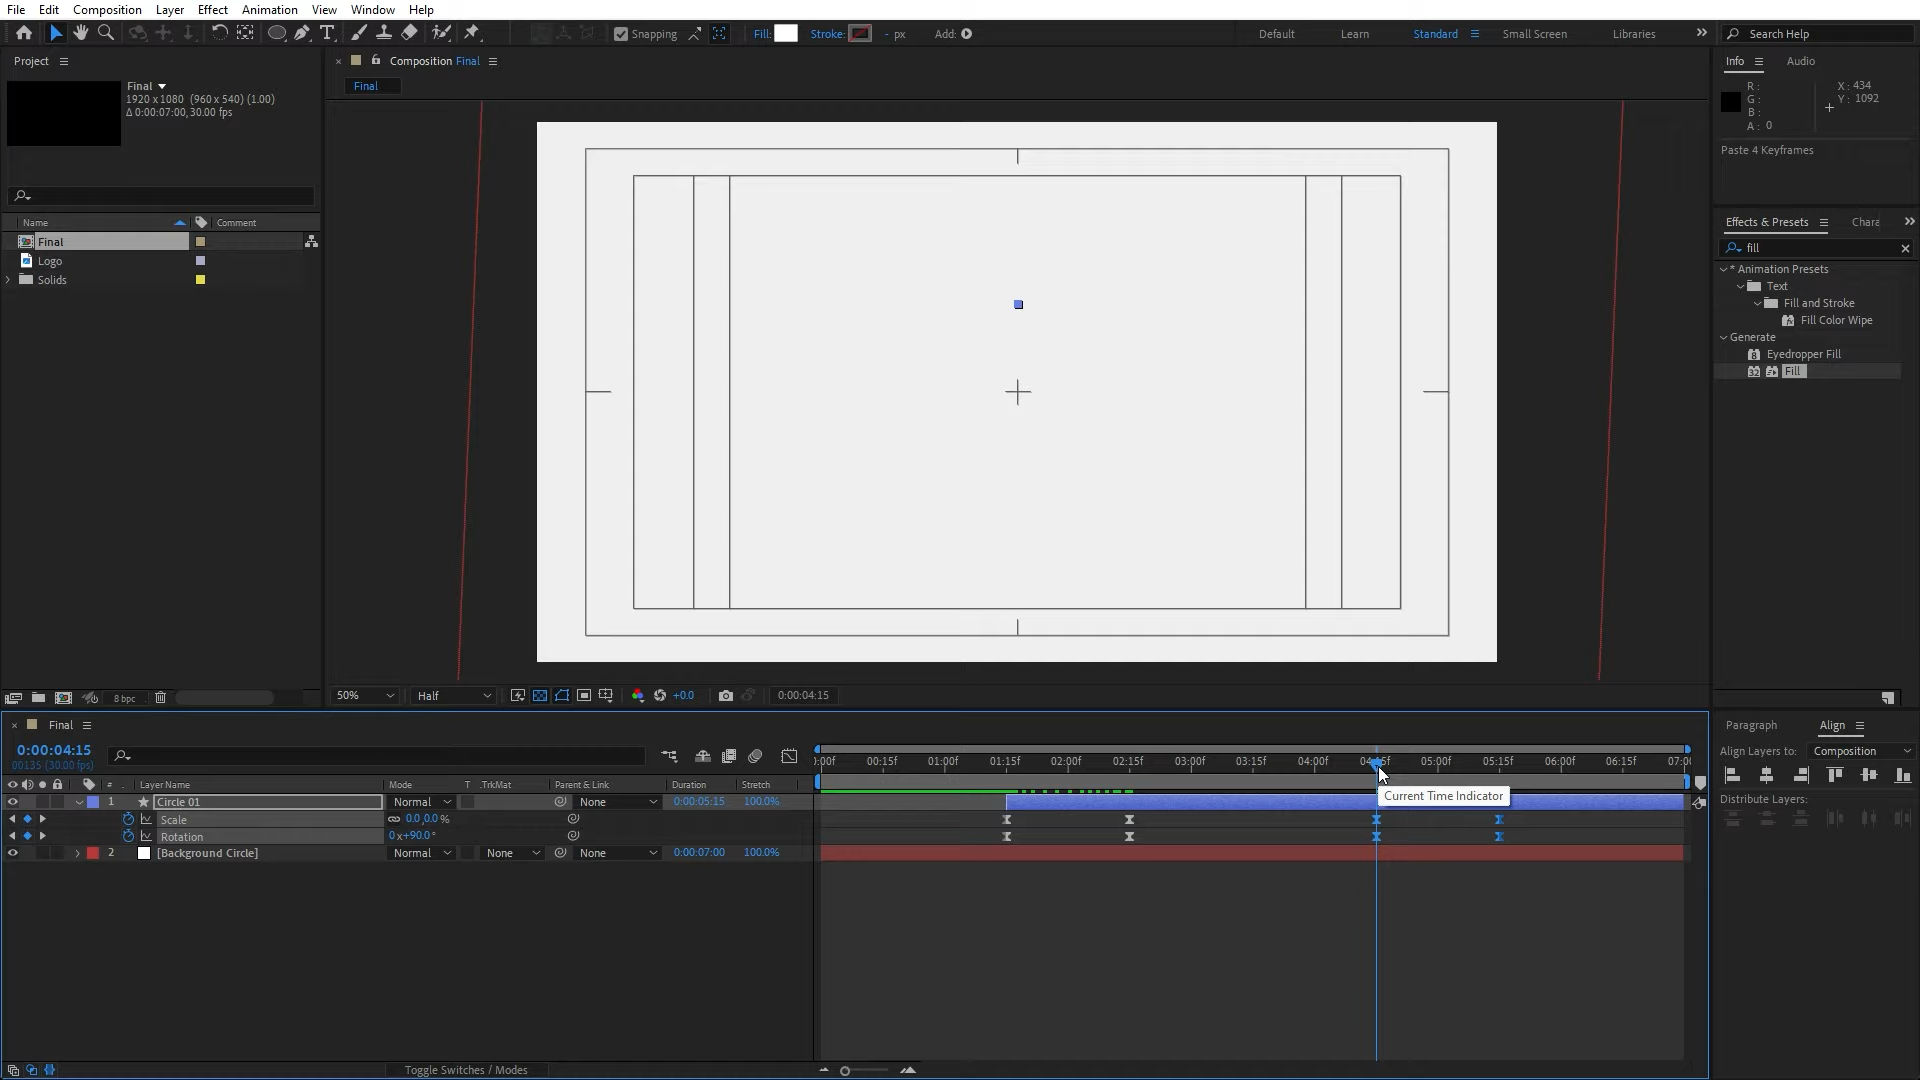 File Edit Composition Layer Effect Animation View Window Help
Snapping Fill: Stroke: - px Add: Default Learn Standard Small Screen Libraries Search Help
Project
Composition Final
Info Audio
Final
1920 x 1080 (960 x 540) (1.00)
Δ 0:00:07:00, 30.00 fps
Final
R:
G:
B:
A: 0
X: 434
Y: 1092
Paste 4 Keyframes
Name Comment
Final
Logo
Solids
Effects & Presets Chara
fill
* Animation Presets
Text
Fill and Stroke
Fill Color Wipe
Generate
Eyedropper Fill
Fill
8 bpc
50% Half +0.0 0:00:04:15
Final
0:00:04:15
00135 (30.00 fps)
:00f 00:15f 01:00f 01:15f 02:00f 02:15f 03:00f 03:15f 04:00f 04:15f 05:00f 05:15f 06:00f 06:15f 07:0
# Layer Name Mode T .TrkMat Parent & Link Duration Stretch
1 Circle 01 Normal None 0:00:05:15 100.0%
Scale 0.0,0.0%
Rotation 0x+90.0°
2 [Background Circle] Normal None None 0:00:07:00 100.0%
Current Time Indicator
Paragraph Align
Align Layers to: Composition
Distribute Layers:
Toggle Switches / Modes